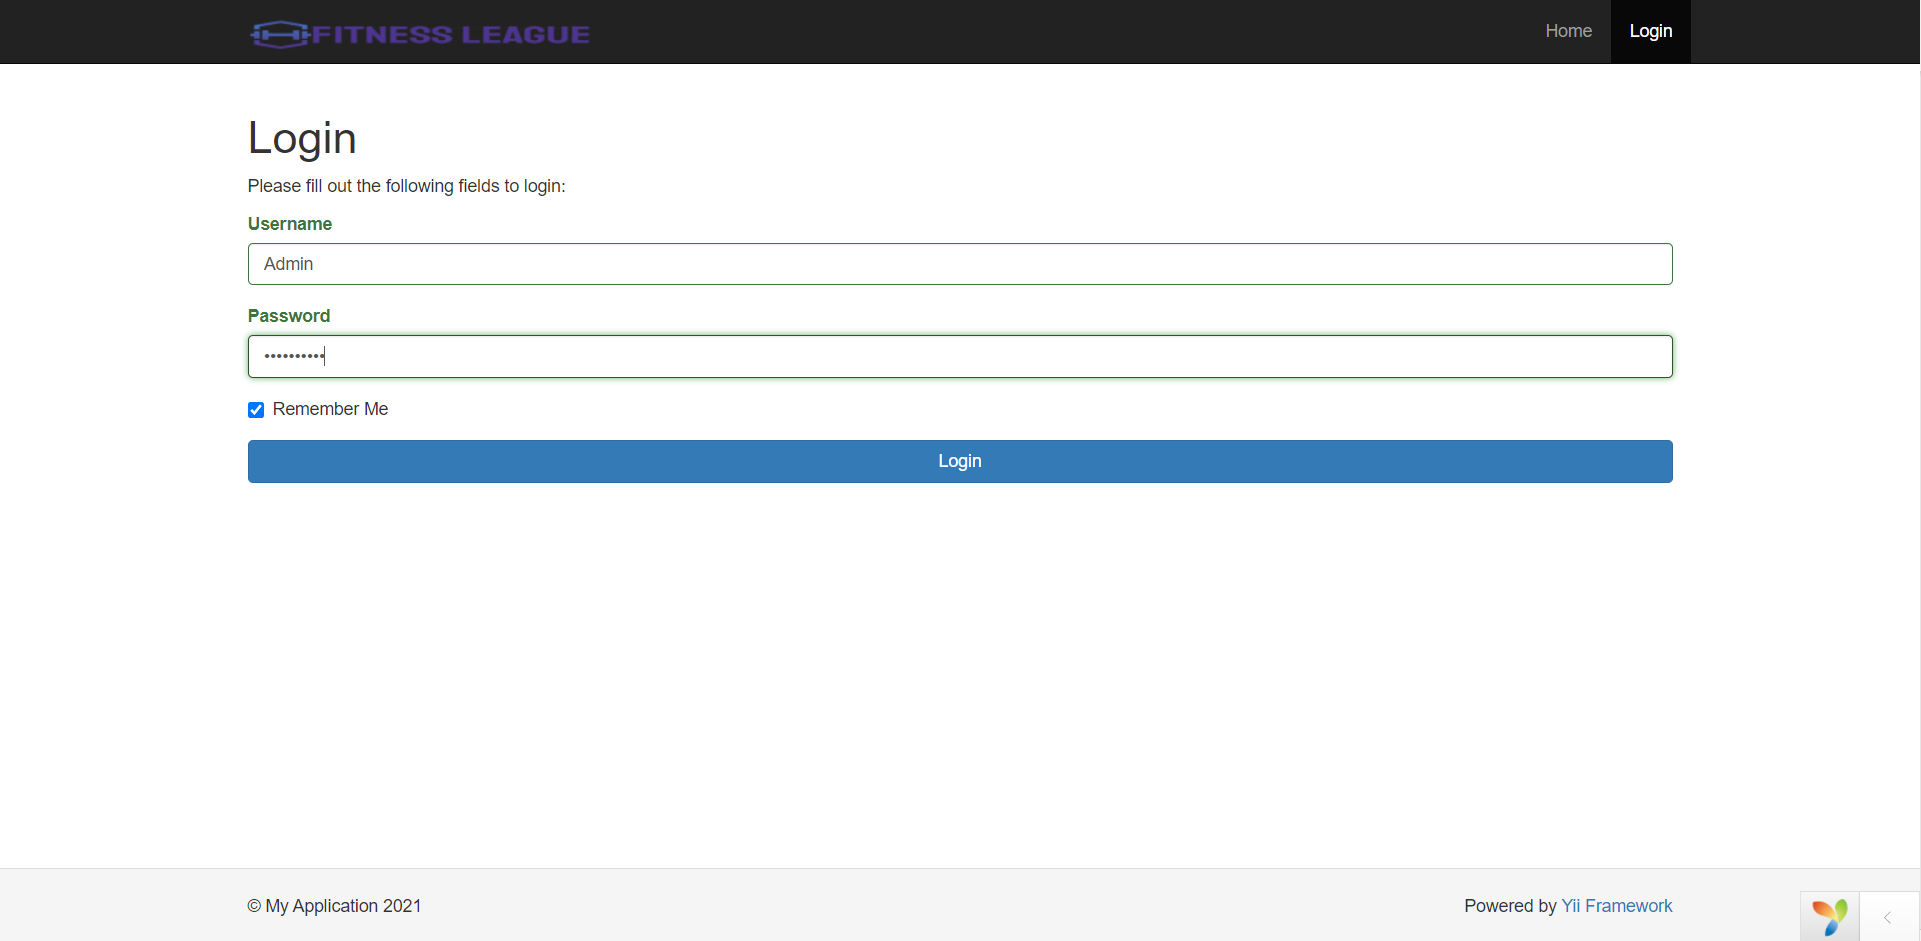 FITNESS LEAGUE
Home
Login
Login
Please fill out the following fields to login:
Username
Admin
Password
••••••••••
Remember Me
Login
© My Application 2021
Powered by Yii Framework